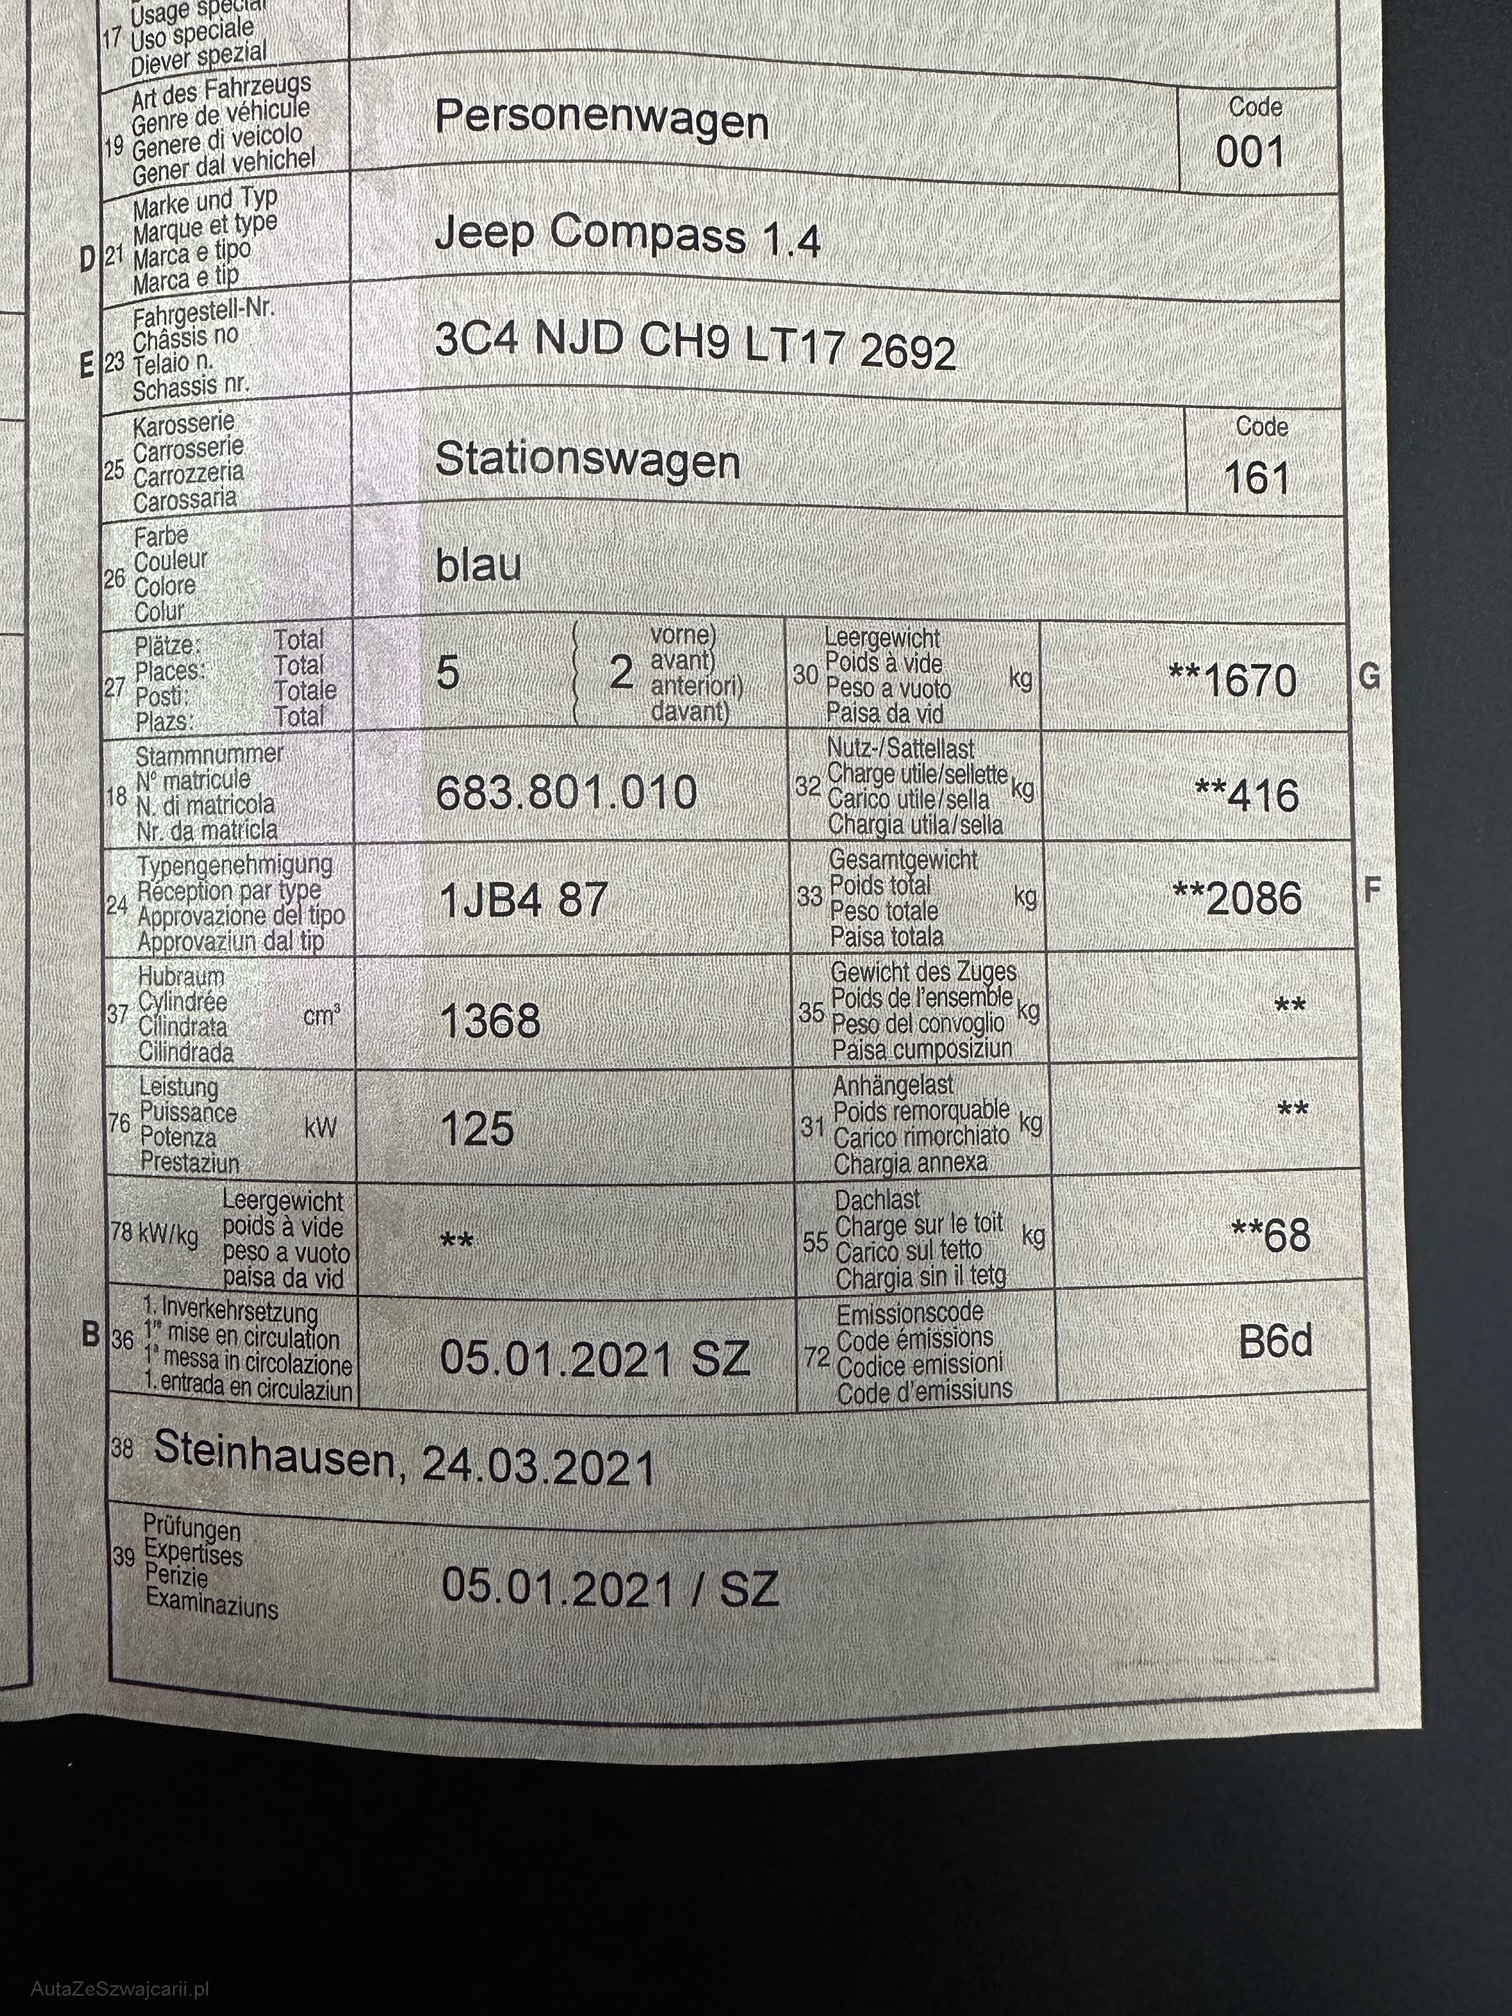 Usage spécial
17 Uso speciale
Diever spezial
Art des Fahrzeugs
Genre de véhicule
19 Genere di veicolo
Gener dal vehichel
Personenwagen
Code
001
Marke und Typ
Marque et type
D 21 Marca e tipo
Marca e tip
Jeep Compass 1.4
Fahrgestell-Nr.
Châssis no
E 23 Telaio n.
Schassis nr.
3C4 NJD CH9 LT17 2692
Karosserie
Carrosserie
25 Carrozzeria
Carossaria
Stationswagen
Code
161
Farbe
Couleur
26 Colore
Colur
blau
Plätze: Total
Places: Total
27 Posti: Totale
Plazs: Total
5
2
vorne)
avant)
anteriori)
davant)
Leergewicht
30 Poids à vide kg
Peso a vuoto
Paisa da vid
**1670 G
Stammnummer
18 N° matricule
N. di matricola
Nr. da matricla
683.801.010
Nutz-/Sattellast
32 Charge utile/sellette kg
Carico utile/sella
Chargia utila/sella
**416
Typengenehmigung
24 Réception par type
Approvazione del tipo
Approvaziun dal tip
1JB4 87
Gesamtgewicht
33 Poids total kg
Peso totale
Paisa totala
**2086 F
Hubraum
37 Cylindrée cm³
Cilindrata
Cilindrada
1368
Gewicht des Zuges
35 Poids de l'ensemble kg
Peso del convoglio
Paisa cumposiziun
**
Leistung
76 Puissance kW
Potenza
Prestaziun
125
Anhängelast
31 Poids remorquable kg
Carico rimorchiato
Chargia annexa
**
Leergewicht
78 kW/kg poids à vide
peso a vuoto
paisa da vid
**
Dachlast
55 Charge sur le toit kg
Carico sul tetto
Chargia sin il tetg
**68
1. Inverkehrsetzung
B 36 1re mise en circulation
1a messa in circolazione
1. entrada en circulaziun
05.01.2021 SZ
Emissionscode
72 Code émissions
Codice emissioni
Code d'emissiuns
B6d
38 Steinhausen, 24.03.2021
Prüfungen
39 Expertises
Perizie
Examinaziuns
05.01.2021 / SZ
AutaZeSzwajcarii.pl